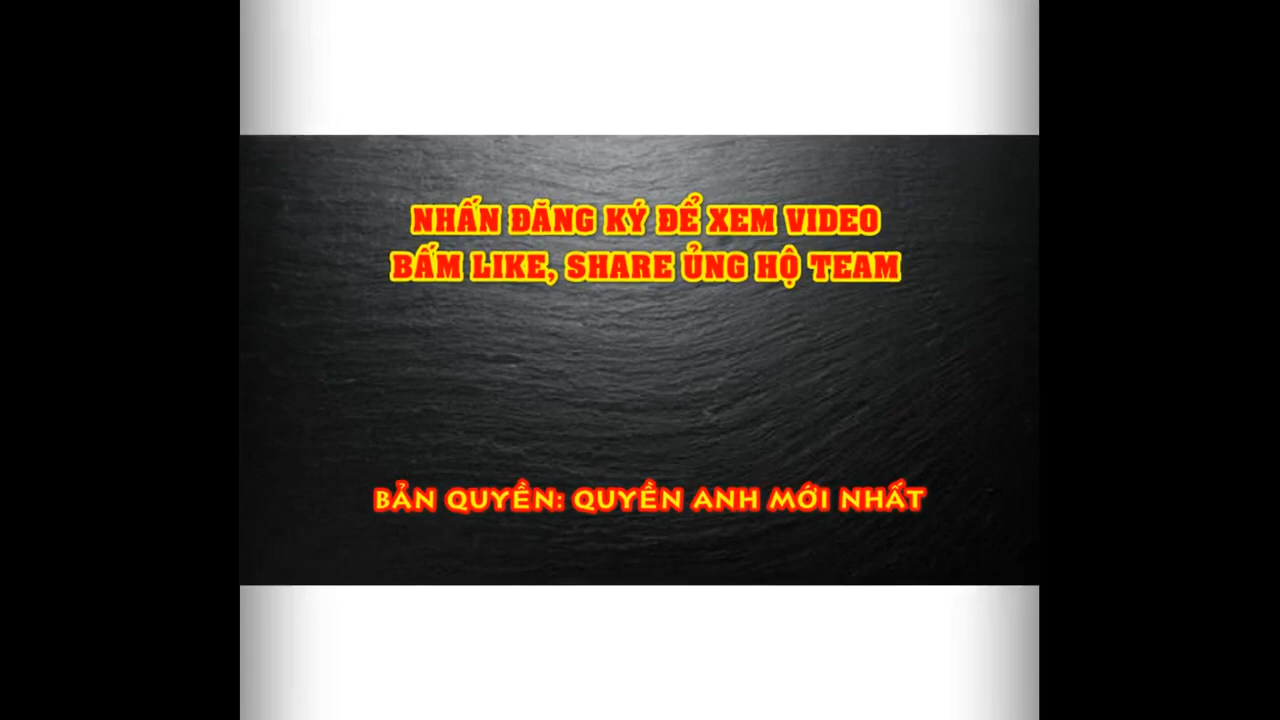 NHẤN ĐĂNG KÝ ĐỂ XEM VIDEO
BẤM LIKE, SHARE ỦNG HỘ TEAM
BẢN QUYỀN: QUYỀN ANH MỚI NHẤT